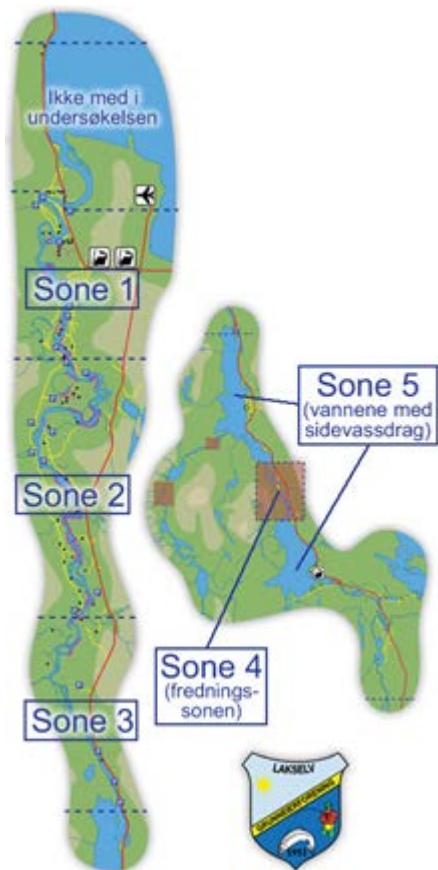 Ikke med i
undersøkelsen
Sone 1
Sone 5
(vannene med
sidevassdrag)
Sone 2
Sone 4
(frednings-
sonen)
Sone 3
LAKSELV
GRUNNEIERFORENING